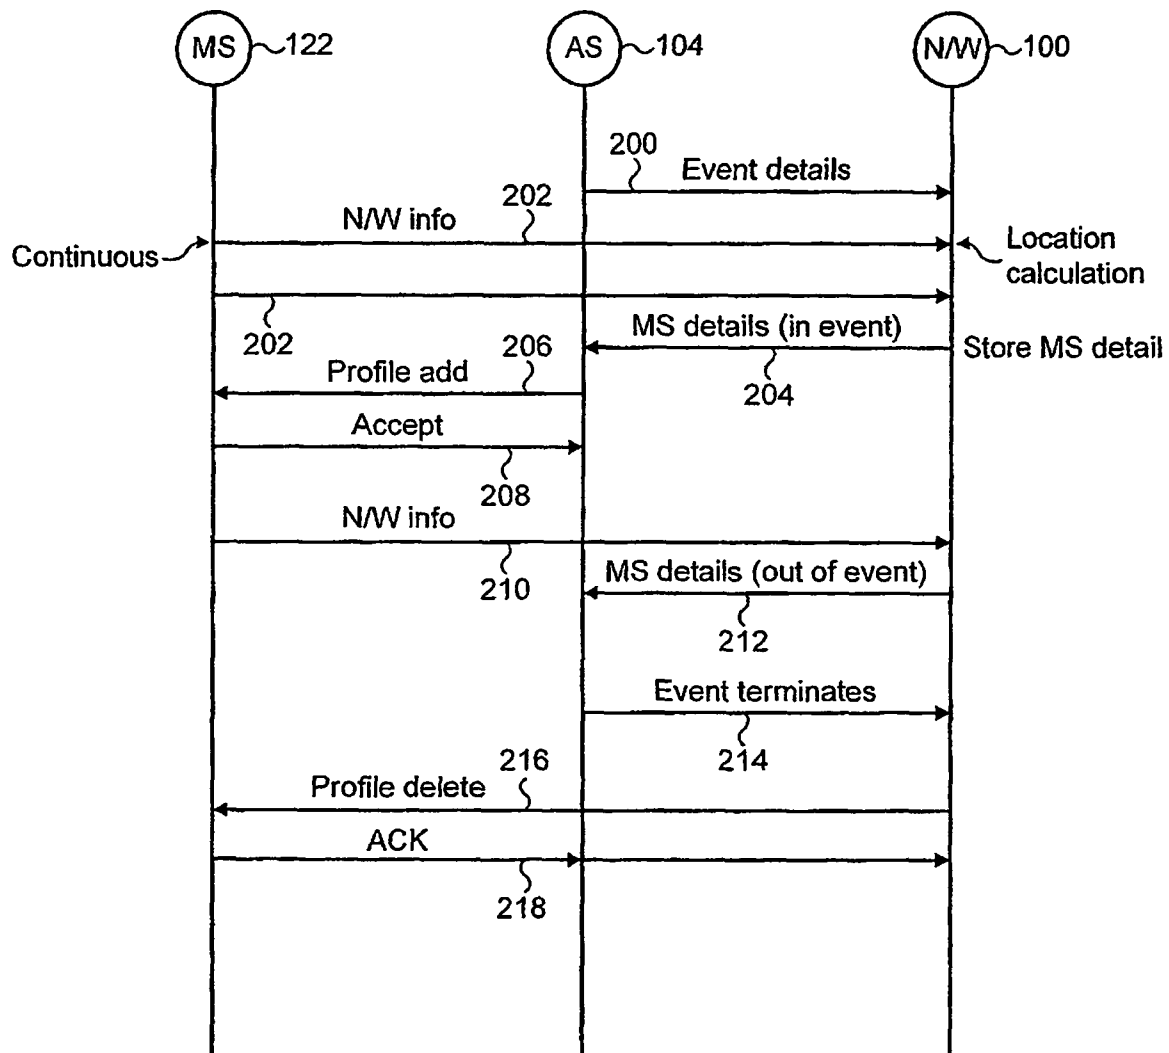 MS 122 AS 104 N/W 100
200
Event details
202
N/W info
Continuous
Location
calculation
202
MS details (in event)
Store MS detail
206
204
Profile add
Accept
208
N/W info
210
MS details (out of event)
212
Event terminates
214
216
Profile delete
ACK
218